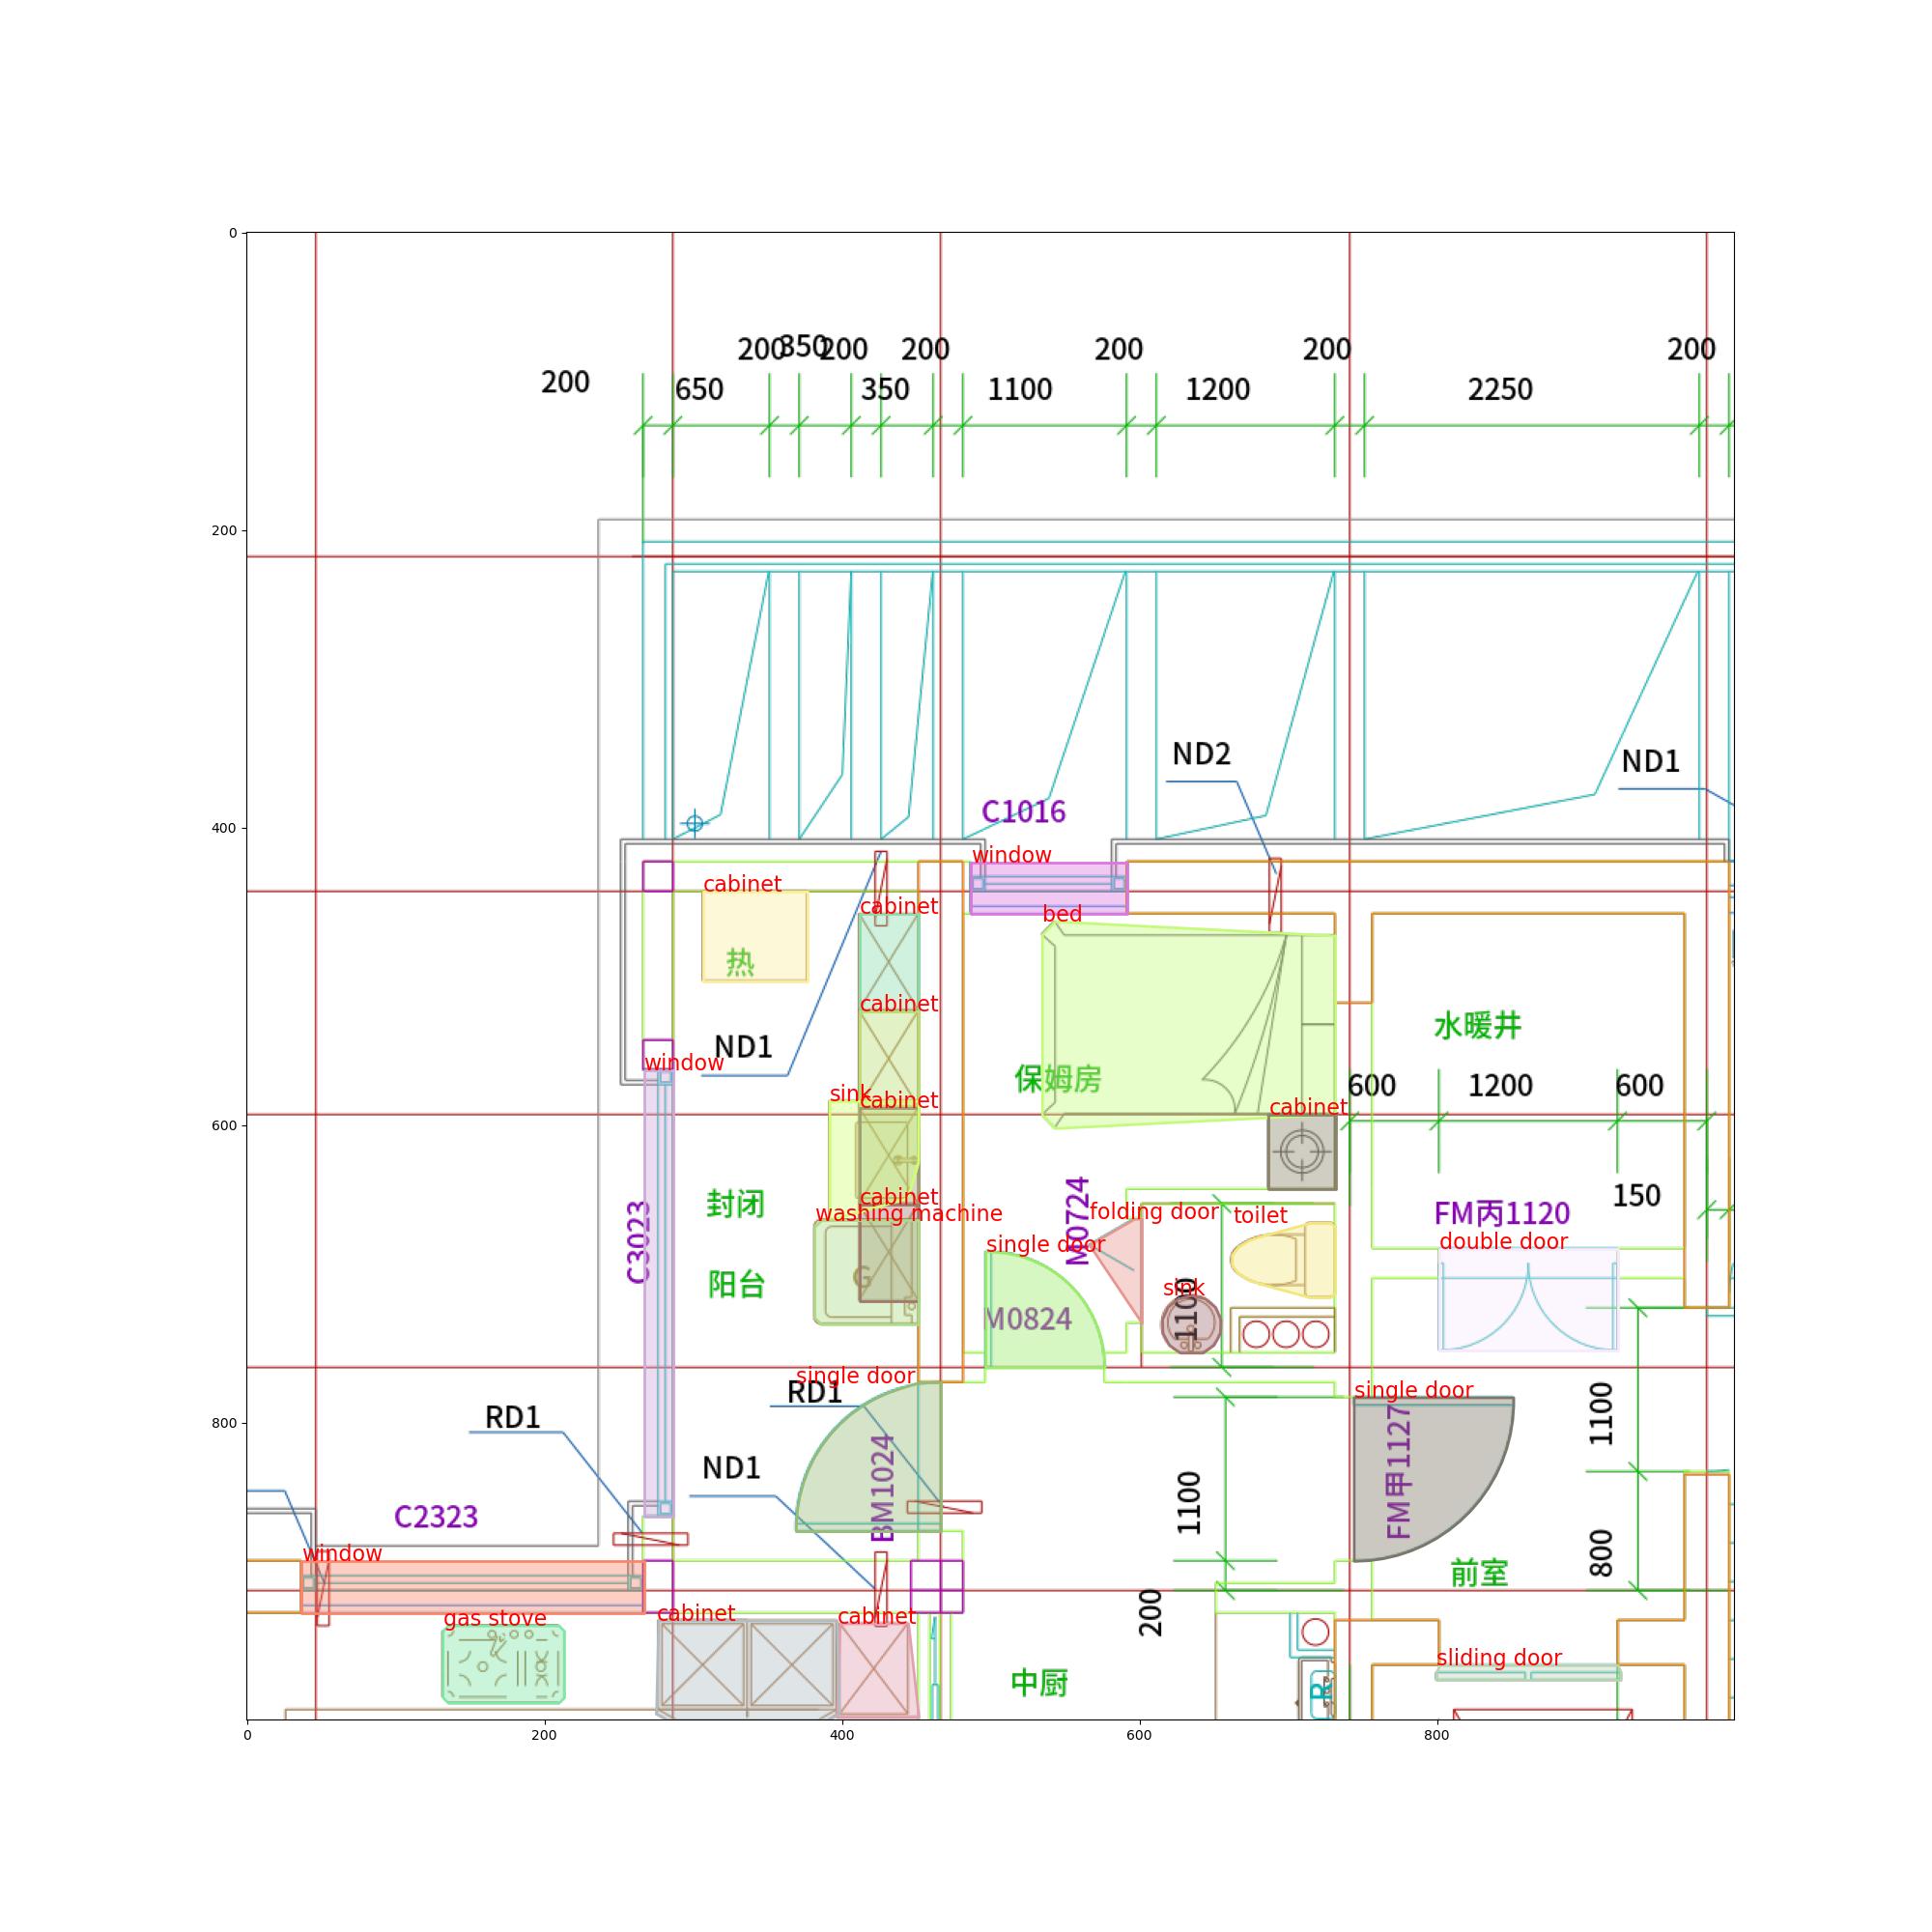 0
200
350
200
200
200
200
200
200
650
350
1100
1200
2250
200
ND2
ND1
C1016
400
window
cabinet
cabinet
bed
热
cabinet
水暖井
ND1
window
保姆房
600
1200
600
sink
cabinet
cabinet
600
150
封闭
cabinet
M0724
FM丙1120
washing machine
folding door
toilet
C3023
single door
double door
阳台
G
sink
1100
M0824
single door
RD1
single door
800
RD1
BM1024
FM甲1127
1100
ND1
1100
C2323
window
前室
800
200
gas stove
cabinet
cabinet
中厨
sliding door
R
0
200
400
600
800